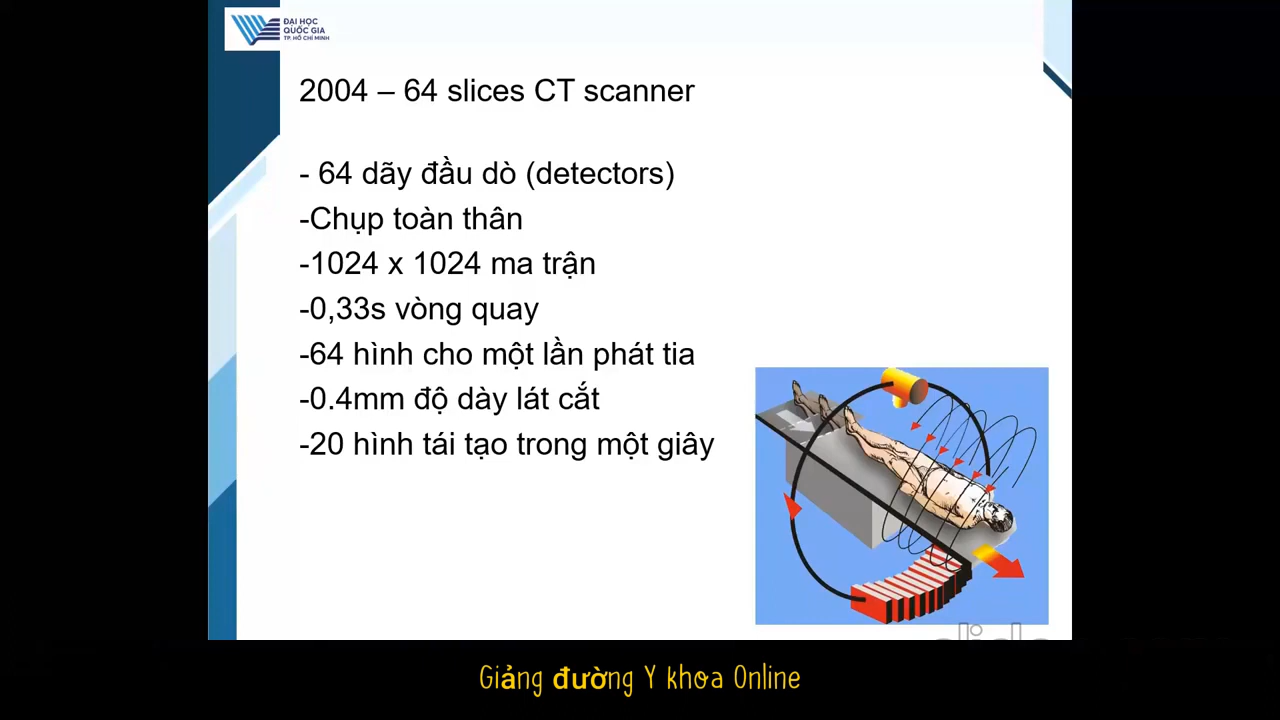 ĐẠI HỌC
QUỐC GIA
TP. HỒ CHÍ MINH
2004 – 64 slices CT scanner
- 64 dãy đầu dò (detectors)
-Chụp toàn thân
-1024 x 1024 ma trận
-0,33s vòng quay
-64 hình cho một lần phát tia
-0.4mm độ dày lát cắt
-20 hình tái tạo trong một giây
Giảng đường Y khoa Online